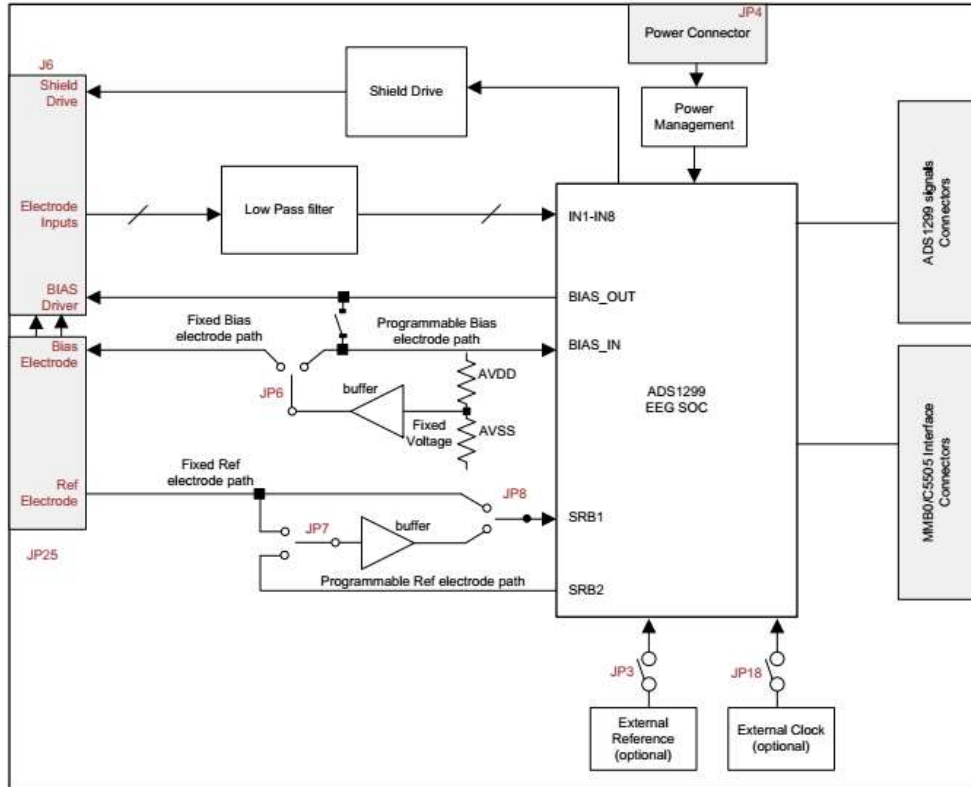 JP4
Power Connector
J6
Shield
Drive
Shield Drive
Power
Management
ADS1299 signals
Connectors
Electrode
Inputs
Low Pass filter
IN1-IN8
BIAS
Driver
BIAS_OUT
Fixed Bias
electrode path
Programmable Bias
electrode path
Bias
Electrode
BIAS_IN
JP6
buffer
AVDD
Fixed
Voltage
AVSS
ADS1299
EEG SOC
MMB0/C5505 Interface
Connectors
Fixed Ref
electrode path
Ref
Electrode
JP8
JP7
buffer
SRB1
JP25
Programmable Ref electrode path
SRB2
JP3
JP18
External
Reference
(optional)
External Clock
(optional)